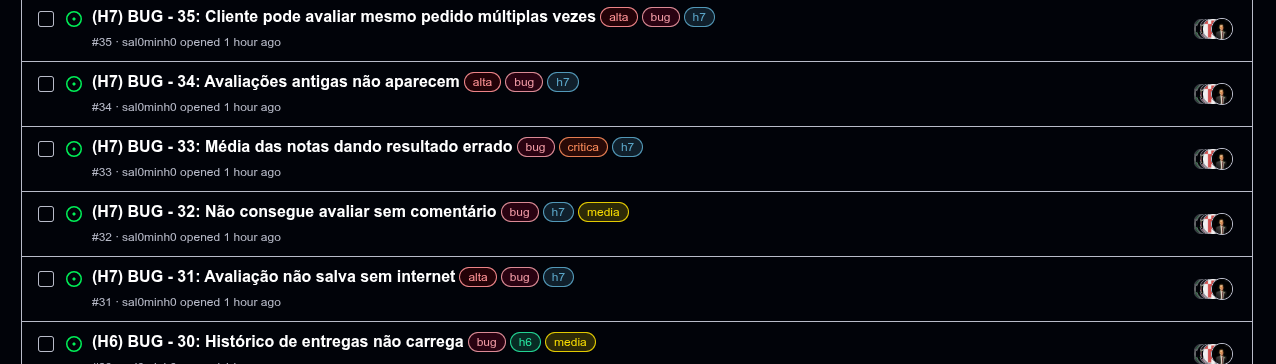 (H7) BUG - 35: Cliente pode avaliar mesmo pedido múltiplas vezes alta bug h7
#35 · sal0minh0 opened 1 hour ago
(H7) BUG - 34: Avaliações antigas não aparecem alta bug h7
#34 · sal0minh0 opened 1 hour ago
(H7) BUG - 33: Média das notas dando resultado errado bug critica h7
#33 · sal0minh0 opened 1 hour ago
(H7) BUG - 32: Não consegue avaliar sem comentário bug h7 media
#32 · sal0minh0 opened 1 hour ago
(H7) BUG - 31: Avaliação não salva sem internet alta bug h7
#31 · sal0minh0 opened 1 hour ago
(H6) BUG - 30: Histórico de entregas não carrega bug h6 media